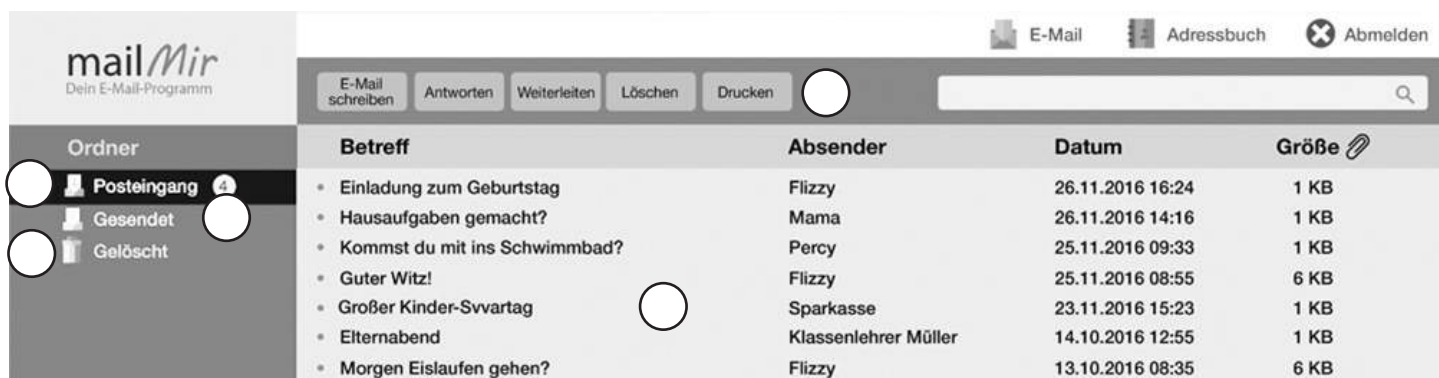 mailMir
Dein E-Mail-Programm
E-Mail Adressbuch Abmelden
E-Mail schreiben Antworten Weiterleiten Löschen Drucken
Ordner
Posteingang 4
Gesendet
Gelöscht
Betreff Absender Datum Größe
Einladung zum Geburtstag Flizzy 26.11.2016 16:24 1 KB
Hausaufgaben gemacht? Mama 26.11.2016 14:16 1 KB
Kommst du mit ins Schwimmbad? Percy 25.11.2016 09:33 1 KB
Guter Witz! Flizzy 25.11.2016 08:55 6 KB
Großer Kinder-Svvartag Sparkasse 23.11.2016 15:23 1 KB
Elternabend Klassenlehrer Müller 14.10.2016 12:55 1 KB
Morgen Eislaufen gehen? Flizzy 13.10.2016 08:35 6 KB